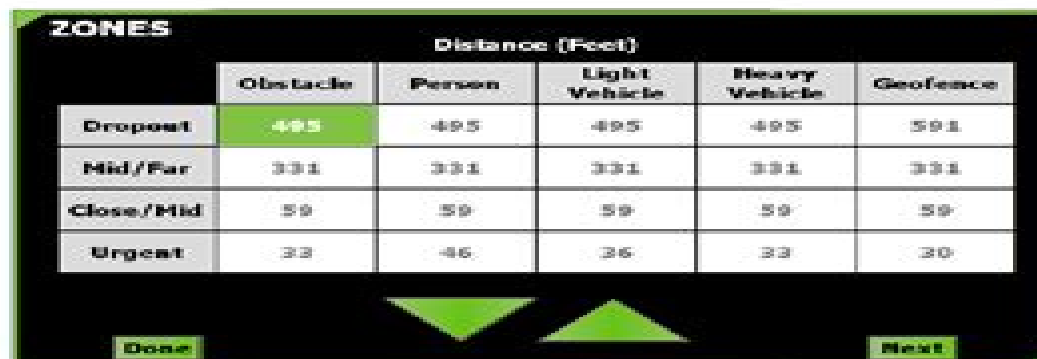 ZONES
Distance (Feet)
Obstacle Person Light Vehicle Heavy Vehicle Geofence
Dropout 495 495 495 495 591
Mid/Far 331 331 331 331 331
Close/Mid 59 59 59 59 59
Urgent 33 46 36 33 30
Done Next